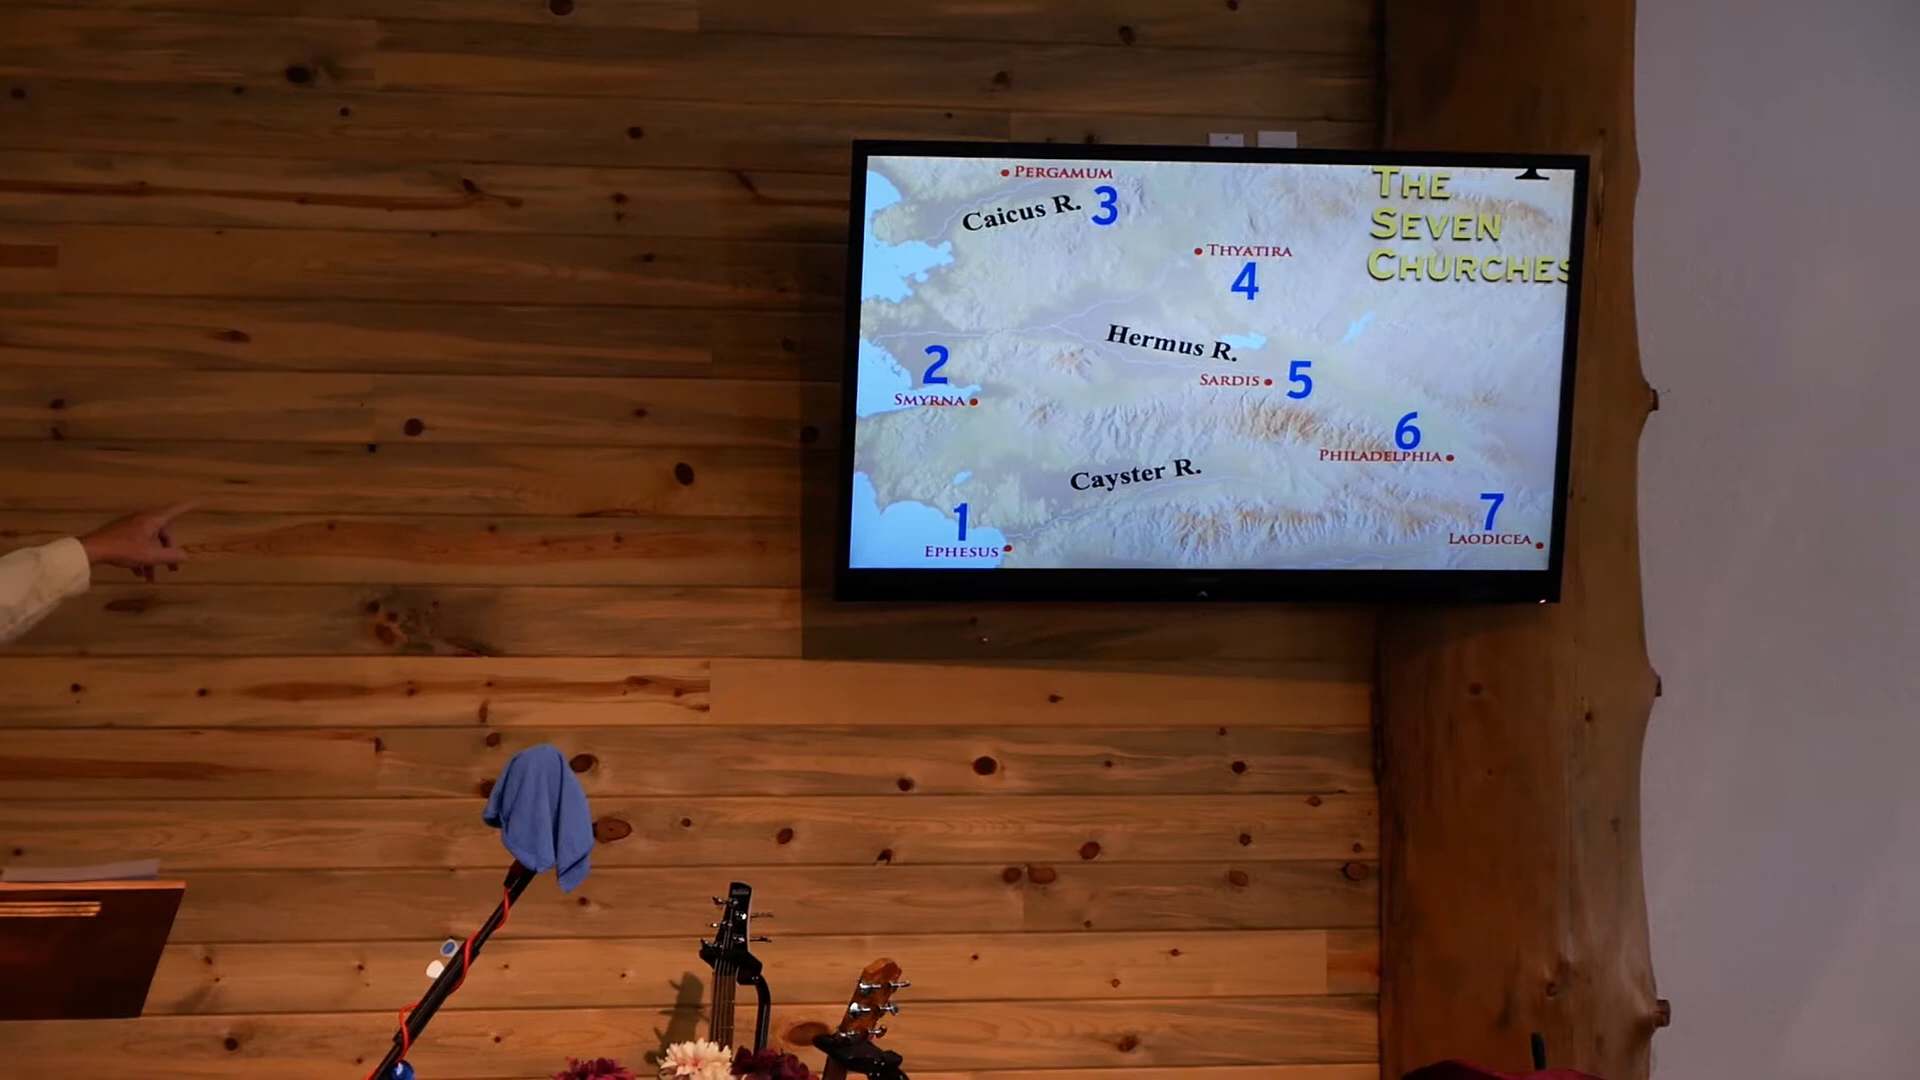 PERGAMUM
Caicus R.
3
THE
SEVEN
CHURCHES
THYATIRA
4
Hermus R.
2
SMYRNA
SARDIS
5
6
PHILADELPHIA
Cayster R.
1
EPHESUS
7
LAODICEA